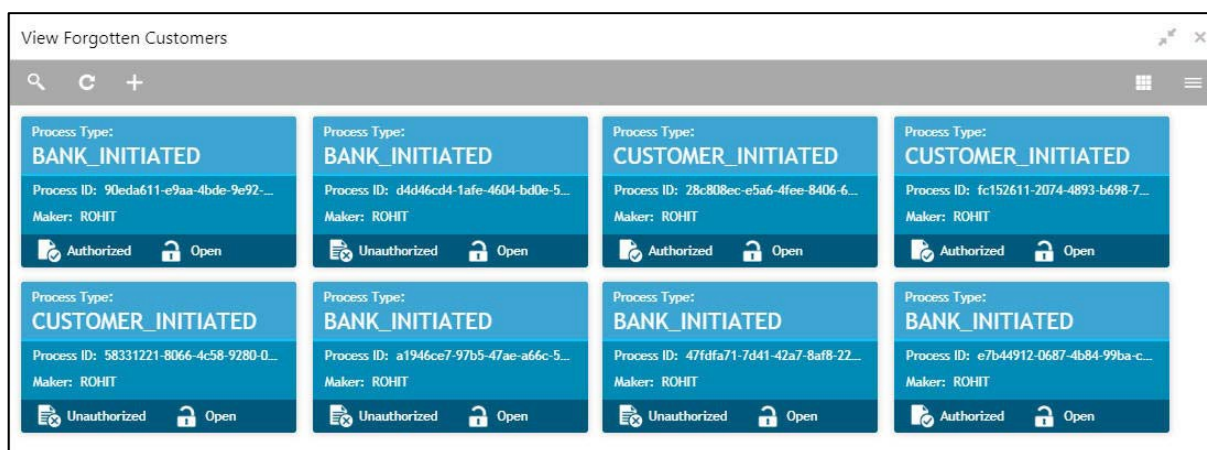 View Forgotten Customers
Process Type:
BANK_INITIATED
Process ID: 90eda611-e9aa-4bde-9e92-...
Maker: ROHIT
Authorized Open
Process Type:
BANK_INITIATED
Process ID: d4d46cd4-1afe-4604-bd0e-5...
Maker: ROHIT
Unauthorized Open
Process Type:
CUSTOMER_INITIATED
Process ID: 28c808ec-e5a6-4fee-8406-6...
Maker: ROHIT
Authorized Open
Process Type:
CUSTOMER_INITIATED
Process ID: fc152611-2074-4893-b698-7...
Maker: ROHIT
Authorized Open
Process Type:
CUSTOMER_INITIATED
Process ID: 58331221-8066-4c58-9280-0...
Maker: ROHIT
Unauthorized Open
Process Type:
BANK_INITIATED
Process ID: a1946ce7-97b5-47ae-a66c-5...
Maker: ROHIT
Unauthorized Open
Process Type:
BANK_INITIATED
Process ID: 47fdfa71-7d41-42a7-8af8-22...
Maker: ROHIT
Unauthorized Open
Process Type:
BANK_INITIATED
Process ID: e7b44912-0687-4b84-99ba-c...
Maker: ROHIT
Authorized Open